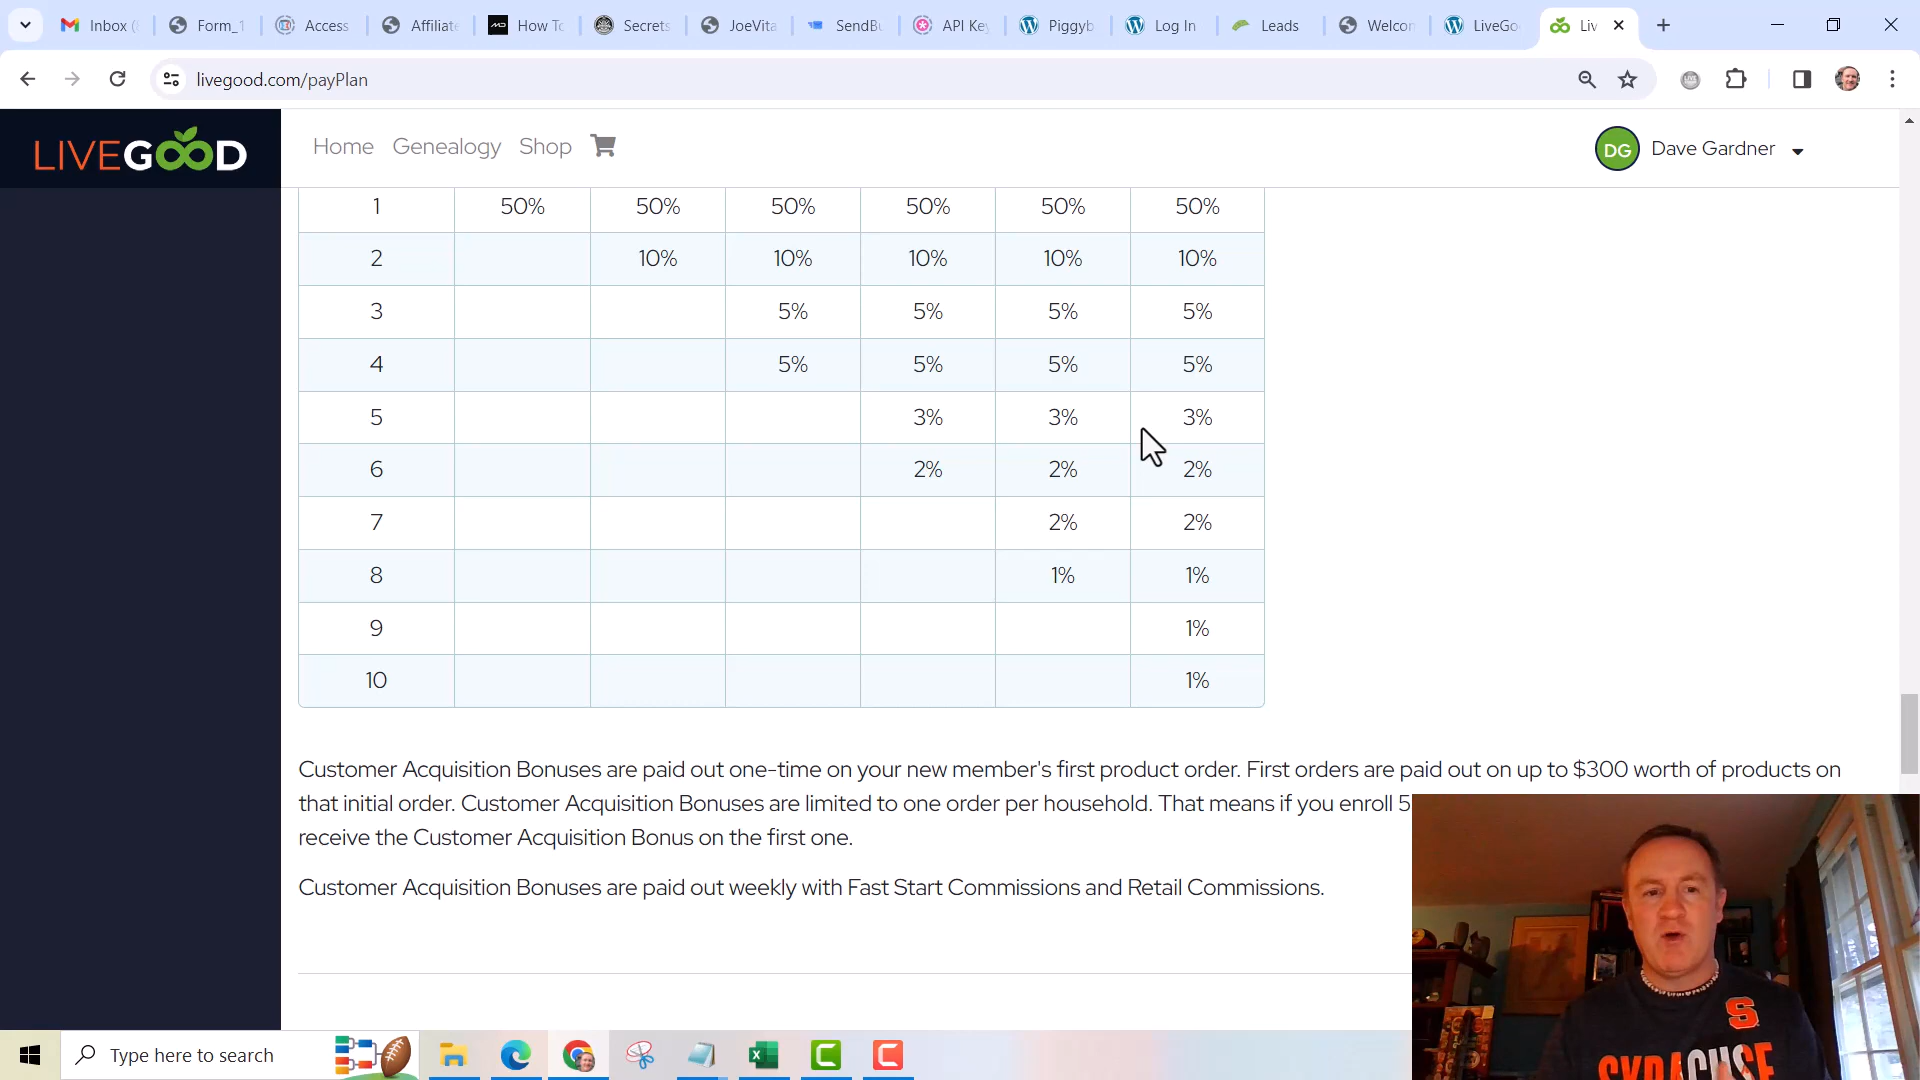 Inbox (
Form_1
Access
Affiliate
How To
Secrets
JoeVita
SendBu
API Key
Piggyb
Log In
Leads
Welcon
LiveGo
Liv
livegood.com/payPlan
LIVEGOOD
Home
Genealogy
Shop
DG
Dave Gardner
1 50% 50% 50% 50% 50% 50%
2 10% 10% 10% 10% 10%
3 5% 5% 5% 5%
4 5% 5% 5% 5%
5 3% 3% 3%
6 2% 2% 2%
7 2% 2%
8 1% 1%
9 1%
10 1%
Customer Acquisition Bonuses are paid out one-time on your new member's first product order. First orders are paid out on up to $300 worth of products on
that initial order. Customer Acquisition Bonuses are limited to one order per household. That means if you enroll 5
receive the Customer Acquisition Bonus on the first one.
Customer Acquisition Bonuses are paid out weekly with Fast Start Commissions and Retail Commissions.
S
SYRACUSE
Type here to search